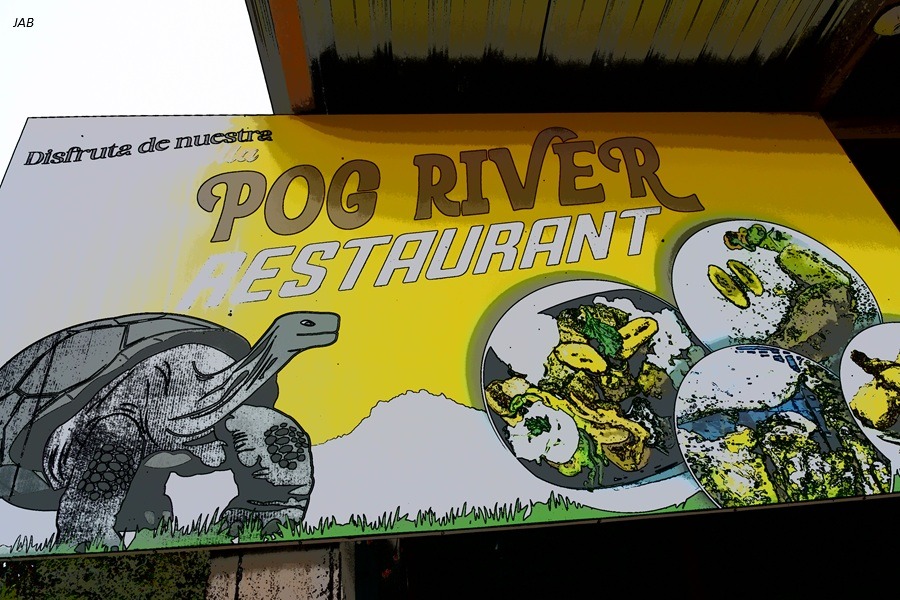 JAB
Disfruta de nuestra
POG RIVER
RESTAURANT